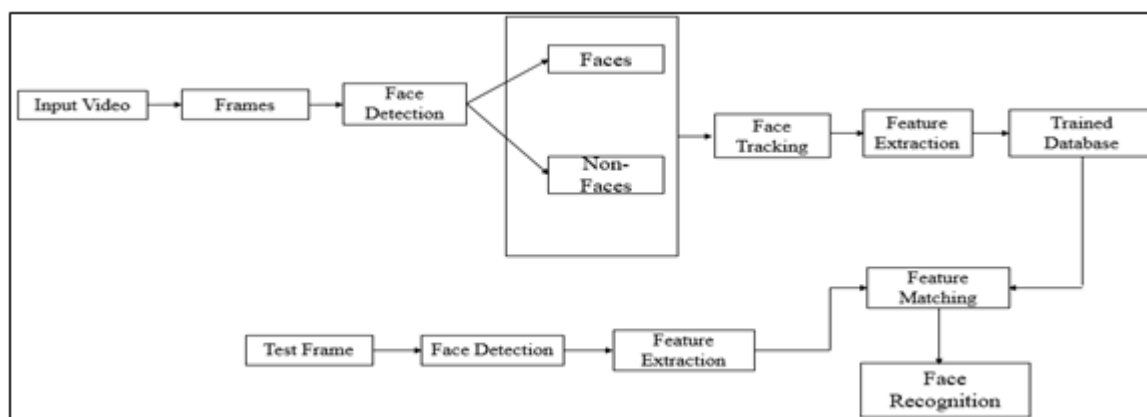 Faces
Input Video
Frames
Face
Detection
Non-
Faces
Face
Tracking
Feature
Extraction
Trained
Database
Feature
Matching
Test Frame
Face Detection
Feature
Extraction
Face
Recognition